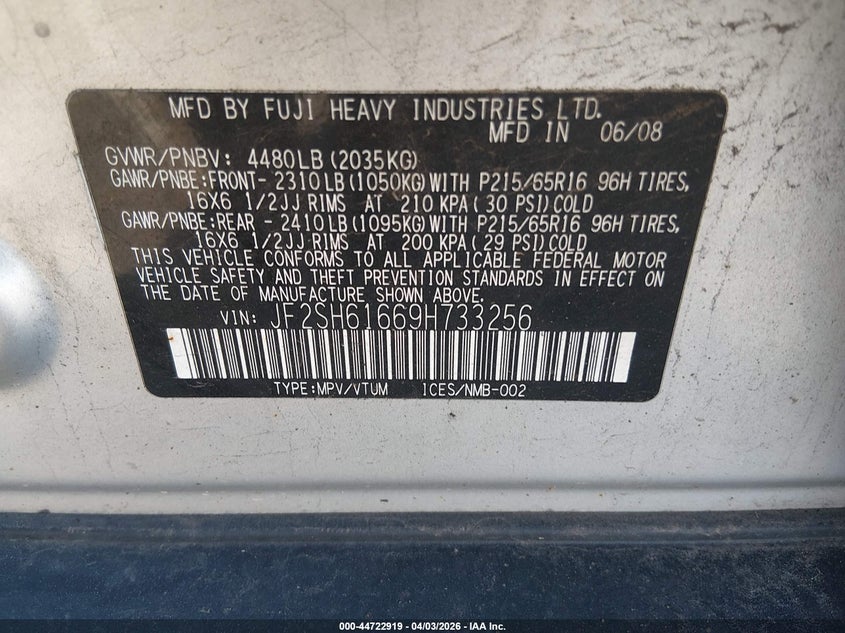 MFD BY FUJI HEAVY INDUSTRIES LTD.
MFD IN 06/08
GVWR/PNBV: 4480LB (2035KG)
GAWR/PNBE:FRONT- 2310LB (1050KG) WITH P215/65R16 96H TIRES,
16X6 1/2JJ RIMS AT 210 KPA ( 30 PSI) COLD
GAWR/PNBE:REAR - 2410LB (1095KG) WITH P215/65R16 96H TIRES,
16X6 1/2JJ RIMS AT 200 KPA ( 29 PSI) COLD
THIS VEHICLE CONFORMS TO ALL APPLICABLE FEDERAL MOTOR
VEHICLE SAFETY AND THEFT PREVENTION STANDARDS IN EFFECT ON
THE DATE OF MANUFACTURE SHOWN ABOVE.
VIN: JF2SH61669H733256
TYPE:MPV/VTUM ICES/NMB-002
000-44722919 - 04/03/2026 - IAA Inc.